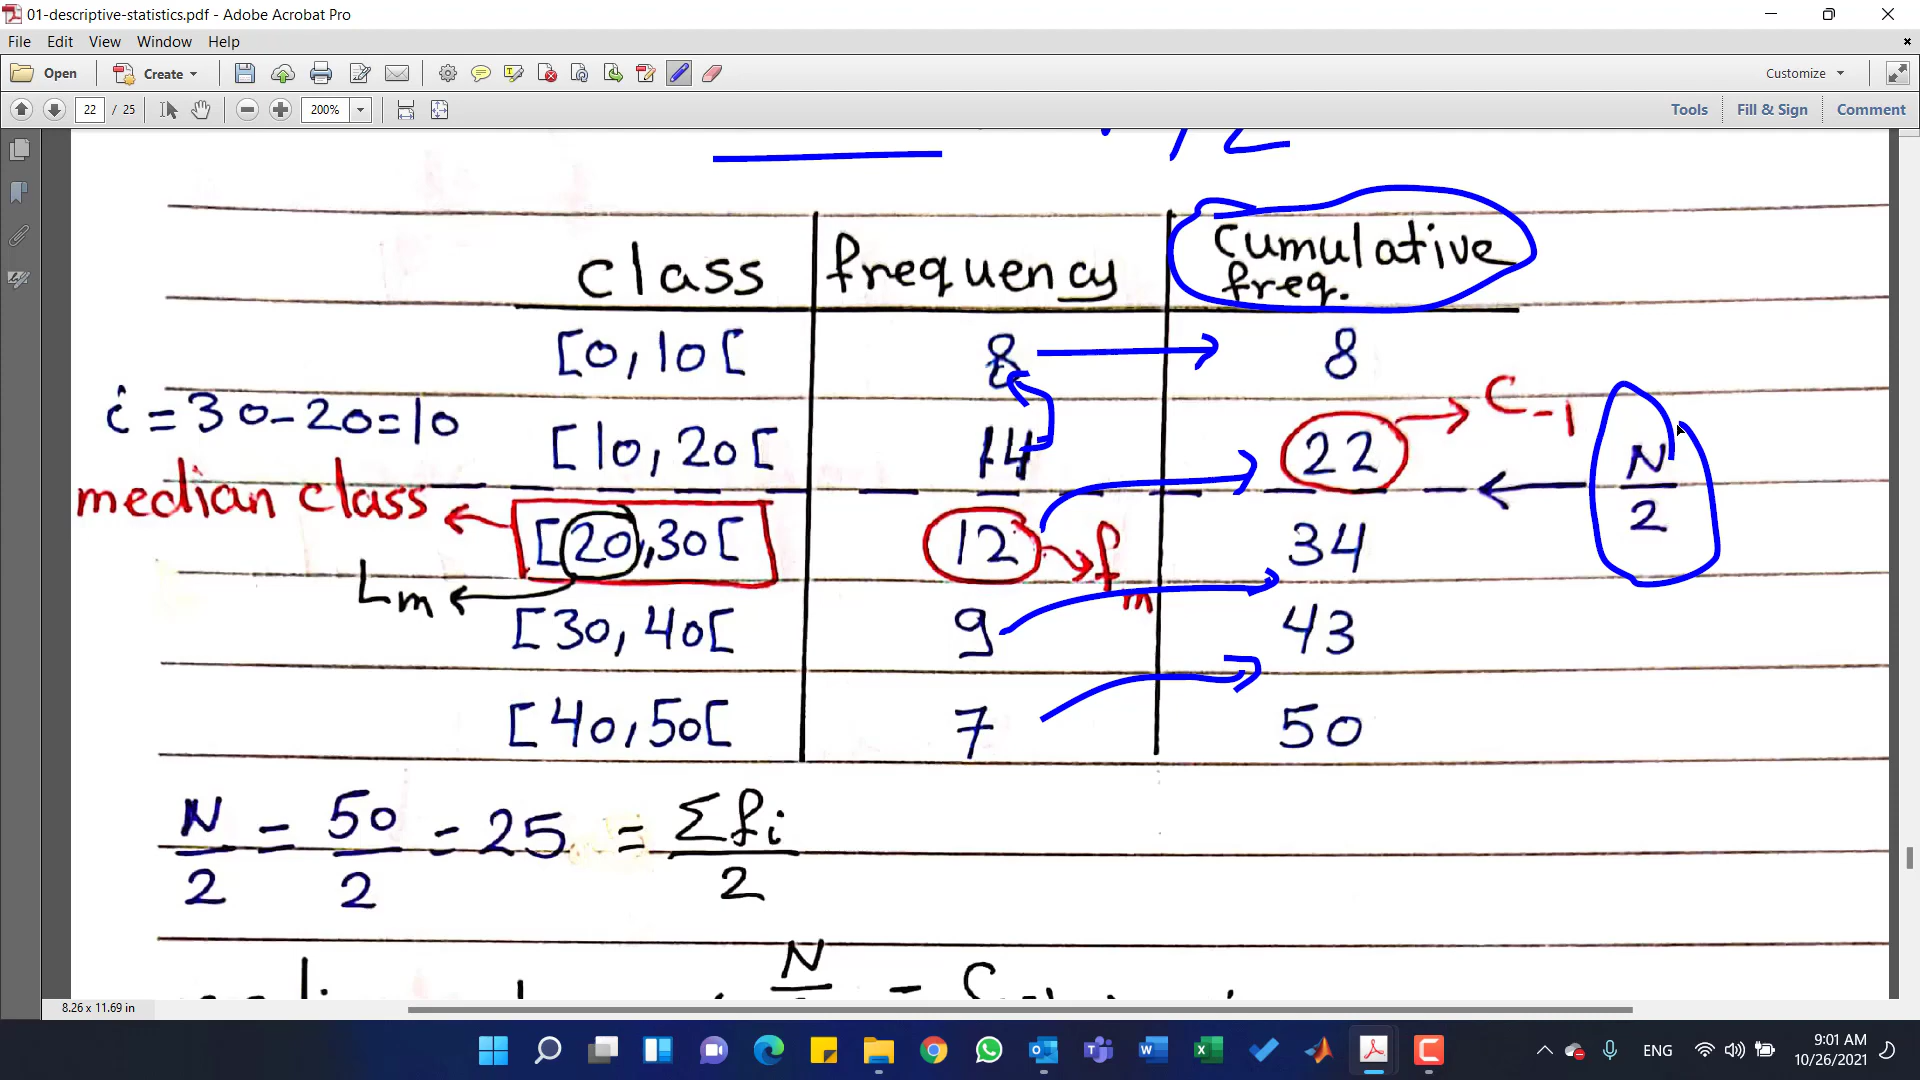 01-descriptive-statistics.pdf - Adobe Acrobat Pro
File Edit View Window Help
Open Create Customize
22 / 25 200% Tools Fill & Sign Comment
class frequency cumulative freq.
[0,10[ 8 8
i = 30-20=10 [10,20[ 14 22 C-1
N/2
median class [20,30[ 12 fm 34
Lm [30,40[ 9 43
[40,50[ 7 50
N/2 = 50/2 = 25 = Σfi/2
N
8.26 x 11.69 in
ENG 9:01 AM
10/26/2021